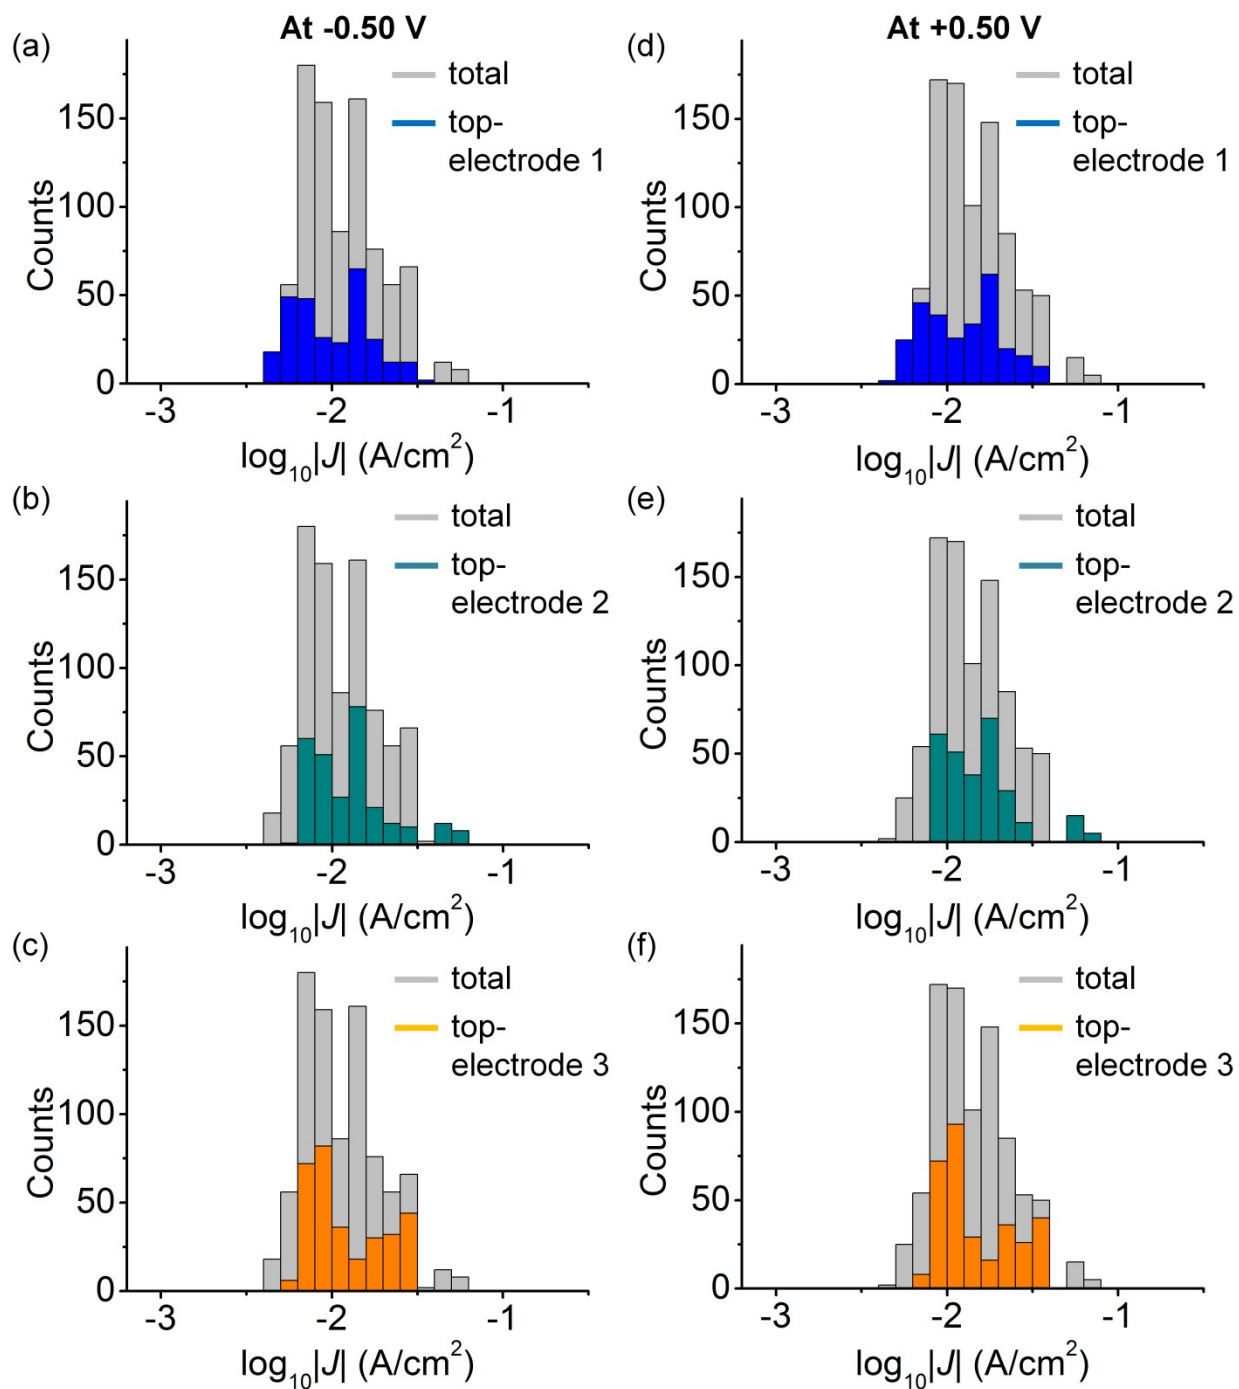 At -0.50 V
(a)
total
top-
electrode 1
150
100
50
0
Counts
-3 -2 -1
log₁₀|J| (A/cm²)
At +0.50 V
(d)
total
top-
electrode 1
150
100
50
0
Counts
-3 -2 -1
log₁₀|J| (A/cm²)
(b)
total
top-
electrode 2
150
100
50
0
Counts
-3 -2 -1
log₁₀|J| (A/cm²)
(e)
total
top-
electrode 2
150
100
50
0
Counts
-3 -2 -1
log₁₀|J| (A/cm²)
(c)
total
top-
electrode 3
150
100
50
0
Counts
-3 -2 -1
log₁₀|J| (A/cm²)
(f)
total
top-
electrode 3
150
100
50
0
Counts
-3 -2 -1
log₁₀|J| (A/cm²)